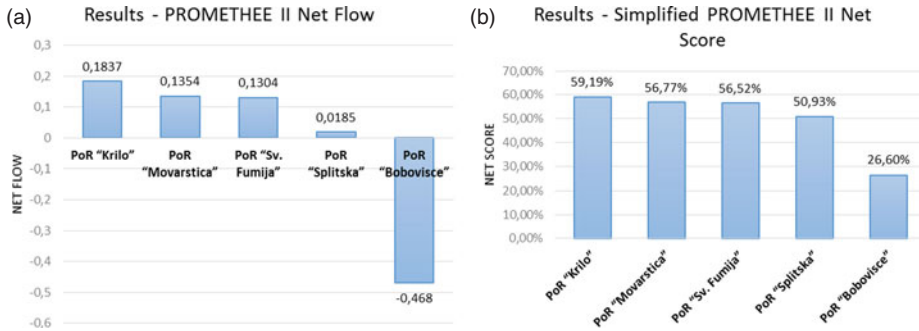 (a)
Results - PROMETHEE II Net Flow
NET FLOW
0,3
0,2
0,1
0
-0,1
-0,2
-0,3
-0,4
-0,5
-0,6
0,1837
0,1354
0,1304
0,0185
-0,468
PoR "Krilo"
PoR
"Movarstica"
PoR "Sv.
Fumija"
PoR
"Splitska"
PoR
"Bobovisce"
(b)
Results - Simplified PROMETHEE II Net
Score
NET SCORE
70,00%
60,00%
50,00%
40,00%
30,00%
20,00%
10,00%
0,00%
59,19%
56,77%
56,52%
50,93%
26,60%
PoR "Krilo"
PoR "Movarstica"
PoR "Sv. Fumija"
PoR "Splitska"
PoR "Bobovisce"